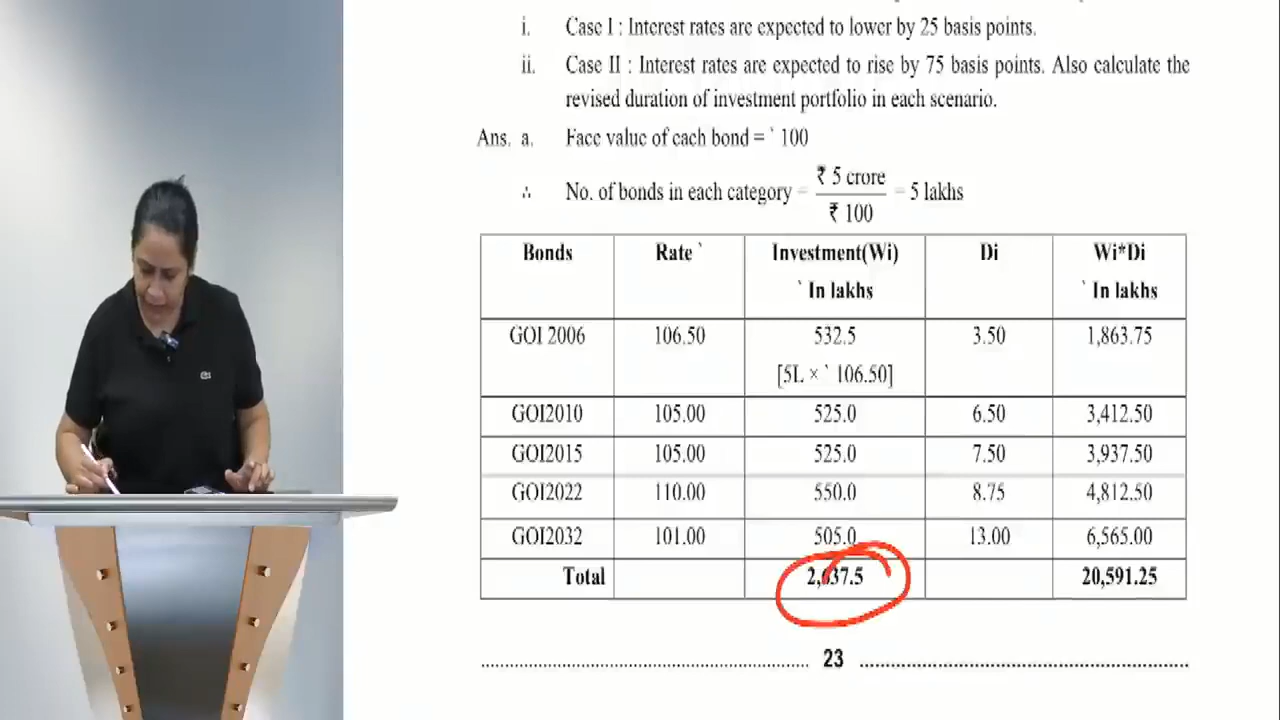 i. Case I : Interest rates are expected to lower by 25 basis points.
ii. Case II : Interest rates are expected to rise by 75 basis points. Also calculate the
revised duration of investment portfolio in each scenario.
Ans. a. Face value of each bond = ` 100
∴ No. of bonds in each category = ₹ 5 crore / ₹ 100 = 5 lakhs
Bonds Rate ` Investment(Wi) Di Wi*Di
` In lakhs ` In lakhs
GOI 2006 106.50 532.5 3.50 1,863.75
[5L × ` 106.50]
GOI2010 105.00 525.0 6.50 3,412.50
GOI2015 105.00 525.0 7.50 3,937.50
GOI2022 110.00 550.0 8.75 4,812.50
GOI2032 101.00 505.0 13.00 6,565.00
Total 2,637.5 20,591.25
23